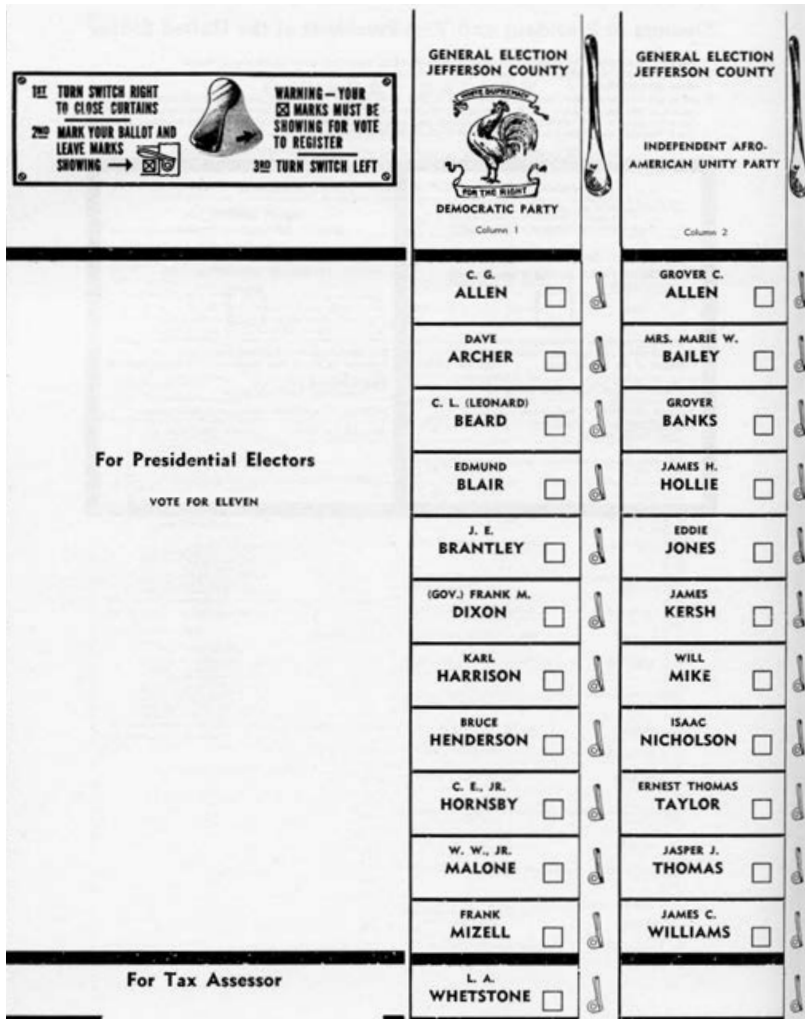 1ST TURN SWITCH RIGHT
TO CLOSE CURTAINS
2ND MARK YOUR BALLOT AND
LEAVE MARKS
SHOWING
WARNING—YOUR
MARKS MUST BE
SHOWING FOR VOTE
TO REGISTER
3RD TURN SWITCH LEFT
GENERAL ELECTION
JEFFERSON COUNTY
WHITE SUPREMACY
FOR THE RIGHT
DEMOCRATIC PARTY
Column 1
GENERAL ELECTION
JEFFERSON COUNTY
INDEPENDENT AFRO-
AMERICAN UNITY PARTY
Column 2
For Presidential Electors
VOTE FOR ELEVEN
C. G.
ALLEN
DAVE
ARCHER
C. L. (LEONARD)
BEARD
EDMUND
BLAIR
J. E.
BRANTLEY
(GOV.) FRANK M.
DIXON
KARL
HARRISON
BRUCE
HENDERSON
C. E., JR.
HORNSBY
W. W., JR.
MALONE
FRANK
MIZELL
GROVER C.
ALLEN
MRS. MARIE W.
BAILEY
GROVER
BANKS
JAMES H.
HOLLIE
EDDIE
JONES
JAMES
KERSH
WILL
MIKE
ISAAC
NICHOLSON
ERNEST THOMAS
TAYLOR
JASPER J.
THOMAS
JAMES C.
WILLIAMS
For Tax Assessor
L. A.
WHETSTONE